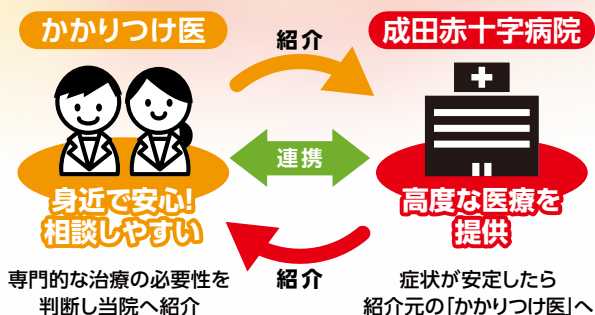 かかりつけ医
紹介
成田赤十字病院
連携
身近で安心!
相談しやすい
高度な医療を
提供
専門的な治療の必要性を
判断し当院へ紹介
紹介
症状が安定したら
紹介元の「かかりつけ医」へ